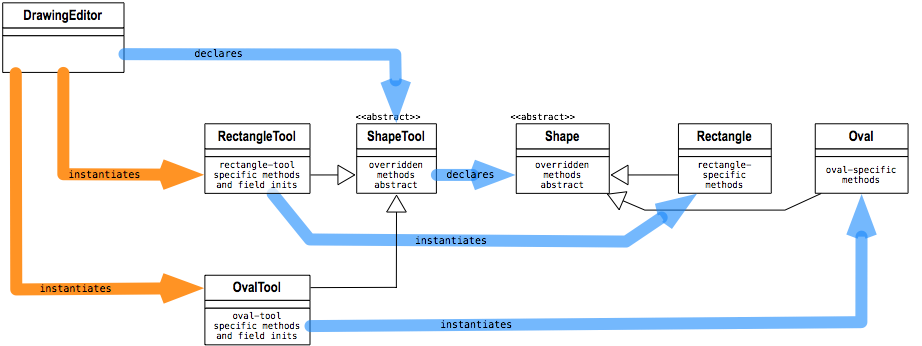 DrawingEditor
declares
<<abstract>>
<<abstract>>
RectangleTool
rectangle-tool
specific methods
and field inits
ShapeTool
overridden
methods
abstract
declares
Shape
overridden
methods
abstract
Rectangle
rectangle-
specific
methods
Oval
oval-specific
methods
instantiates
instantiates
instantiates
OvalTool
oval-tool
specific methods
and field inits
instantiates